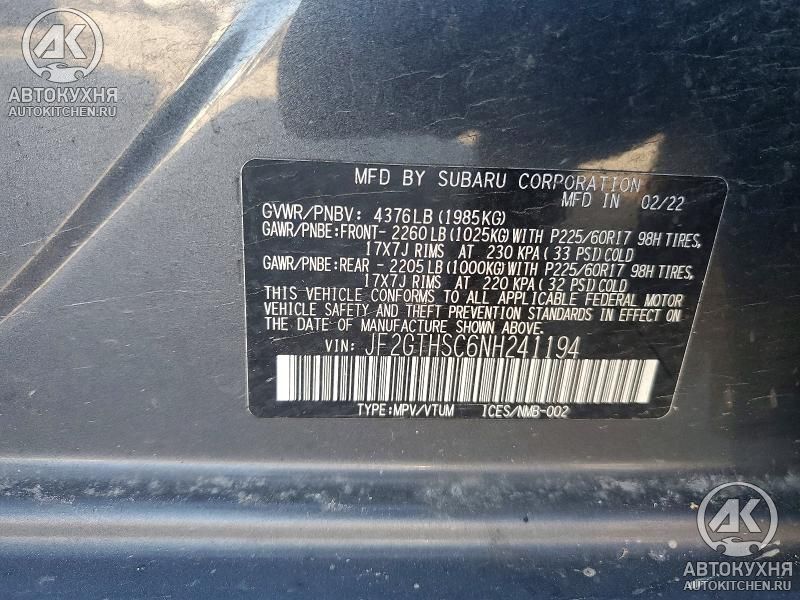 AK
АВТОКУХНЯ
AUTOKITCHEN.RU
MFD BY SUBARU CORPORATION
MFD IN 02/22
GVWR/PNBV: 4376LB (1985KG)
GAWR/PNBE:FRONT- 2260LB (1025KG) WITH P225/60R17 98H TIRES,
17X7J RIMS AT 230 KPA (33 PSI) COLD
GAWR/PNBE:REAR - 2205LB (1000KG) WITH P225/60R17 98H TIRES,
17X7J RIMS AT 220 KPA (32 PSI) COLD
THIS VEHICLE CONFORMS TO ALL APPLICABLE FEDERAL MOTOR
VEHICLE SAFETY AND THEFT PREVENTION STANDARDS IN EFFECT ON
THE DATE OF MANUFACTURE SHOWN ABOVE.
VIN: JF2GTHSC6NH241194
TYPE:MPV/VTUM ICES/NMB-002
AK
АВТОКУХНЯ
AUTOKITCHEN.RU